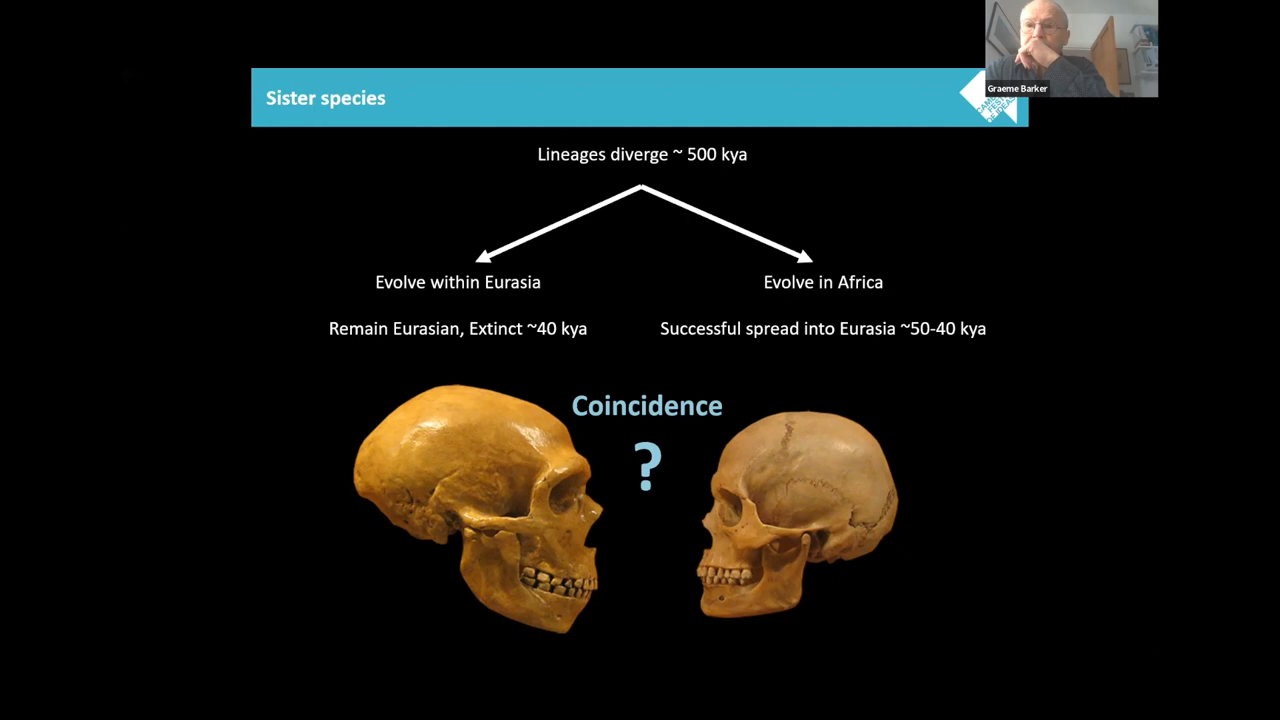 Graeme Barker
Sister species
Lineages diverge ~ 500 kya
Evolve within Eurasia
Evolve in Africa
Remain Eurasian, Extinct ~40 kya
Successful spread into Eurasia ~50-40 kya
Coincidence
?